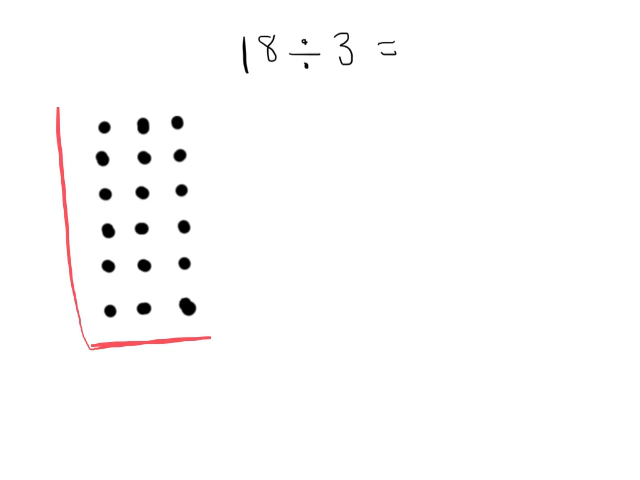 18 ÷ 3 =